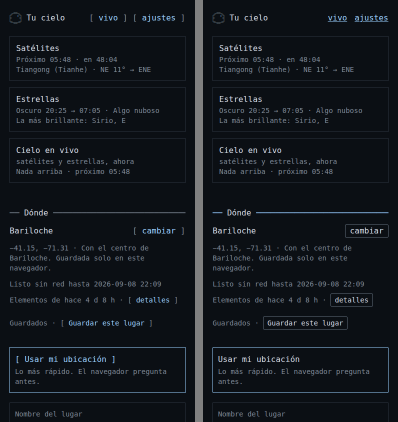 Tu cielo [ vivo ] [ ajustes ]
Satélites
Próximo 05:48 · en 48:04
Tiangong (Tianhe) · NE 11° → ENE
Estrellas
Oscuro 20:25 → 07:05 · Algo nuboso
La más brillante: Sirio, E
Cielo en vivo
satélites y estrellas, ahora
Nada arriba · próximo 05:48
Dónde
Bariloche [ cambiar ]
−41.15, −71.31 · Con el centro de
Bariloche. Guardada solo en este
navegador.
Listo sin red hasta 2026-09-08 22:09
Elementos de hace 4 d 8 h · [ detalles ]
Guardados · [ Guardar este lugar ]
[ Usar mi ubicación ]
Lo más rápido. El navegador pregunta
antes.
Nombre del lugar
Tu cielo vivo ajustes
Satélites
Próximo 05:48 · en 48:04
Tiangong (Tianhe) · NE 11° → ENE
Estrellas
Oscuro 20:25 → 07:05 · Algo nuboso
La más brillante: Sirio, E
Cielo en vivo
satélites y estrellas, ahora
Nada arriba · próximo 05:48
Dónde
Bariloche cambiar
−41.15, −71.31 · Con el centro de
Bariloche. Guardada solo en este
navegador.
Listo sin red hasta 2026-09-08 22:09
Elementos de hace 4 d 8 h · detalles
Guardados · Guardar este lugar
Usar mi ubicación
Lo más rápido. El navegador pregunta
antes.
Nombre del lugar